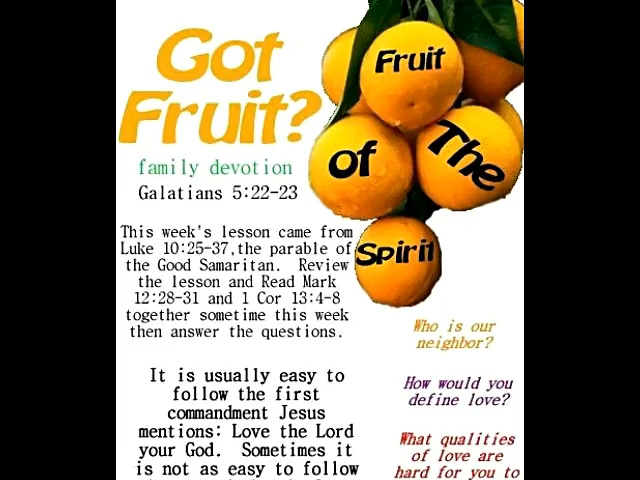 Got
Fruit?
Fruit
of
The
Spirit
family devotion
Galatians 5:22-23
This week's lesson came from
Luke 10:25-37,the parable of
the Good Samaritan.  Review
the lesson and Read Mark
12:28-31 and 1 Cor 13:4-8
together sometime this week
then answer the questions.
It is usually easy to
follow the first
commandment Jesus
mentions: Love the Lord
your God.  Sometimes it
is not as easy to follow
Who is our
neighbor?
How would you
define love?
What qualities
of love are
hard for you to